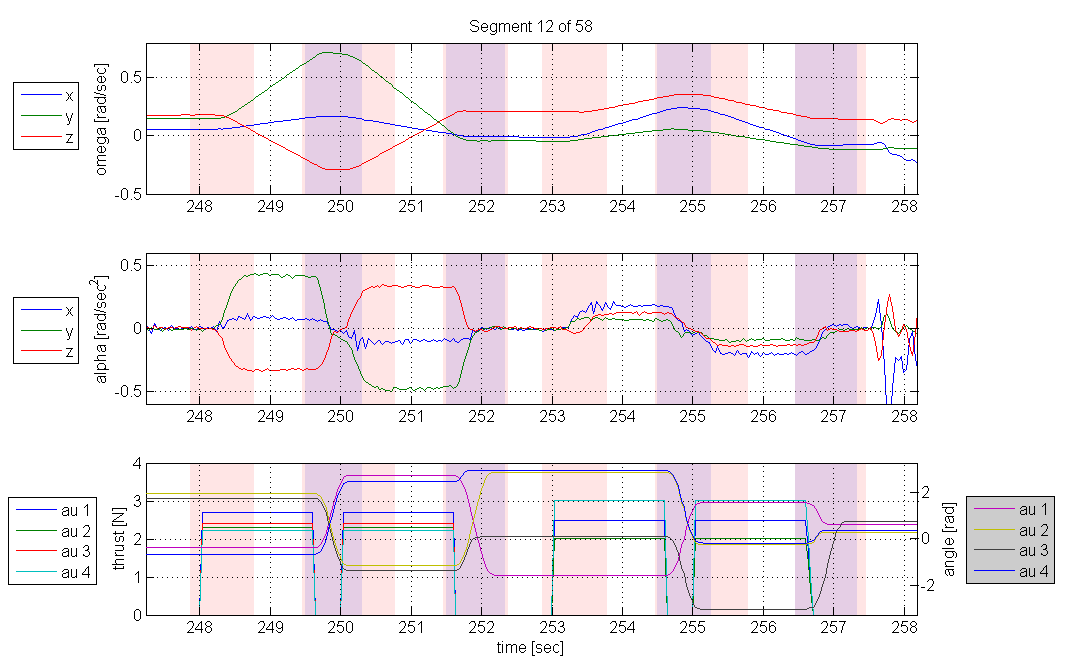 Segment 12 of 58
omega [rad/sec]
0.5
0
-0.5
x
y
z
248 249 250 251 252 253 254 255 256 257 258
alpha [rad/sec²]
0.5
0
-0.5
x
y
z
248 249 250 251 252 253 254 255 256 257 258
thrust [N]
4
3
2
1
0
au 1
au 2
au 3
au 4
angle [rad]
2
0
-2
au 1
au 2
au 3
au 4
248 249 250 251 252 253 254 255 256 257 258
time [sec]